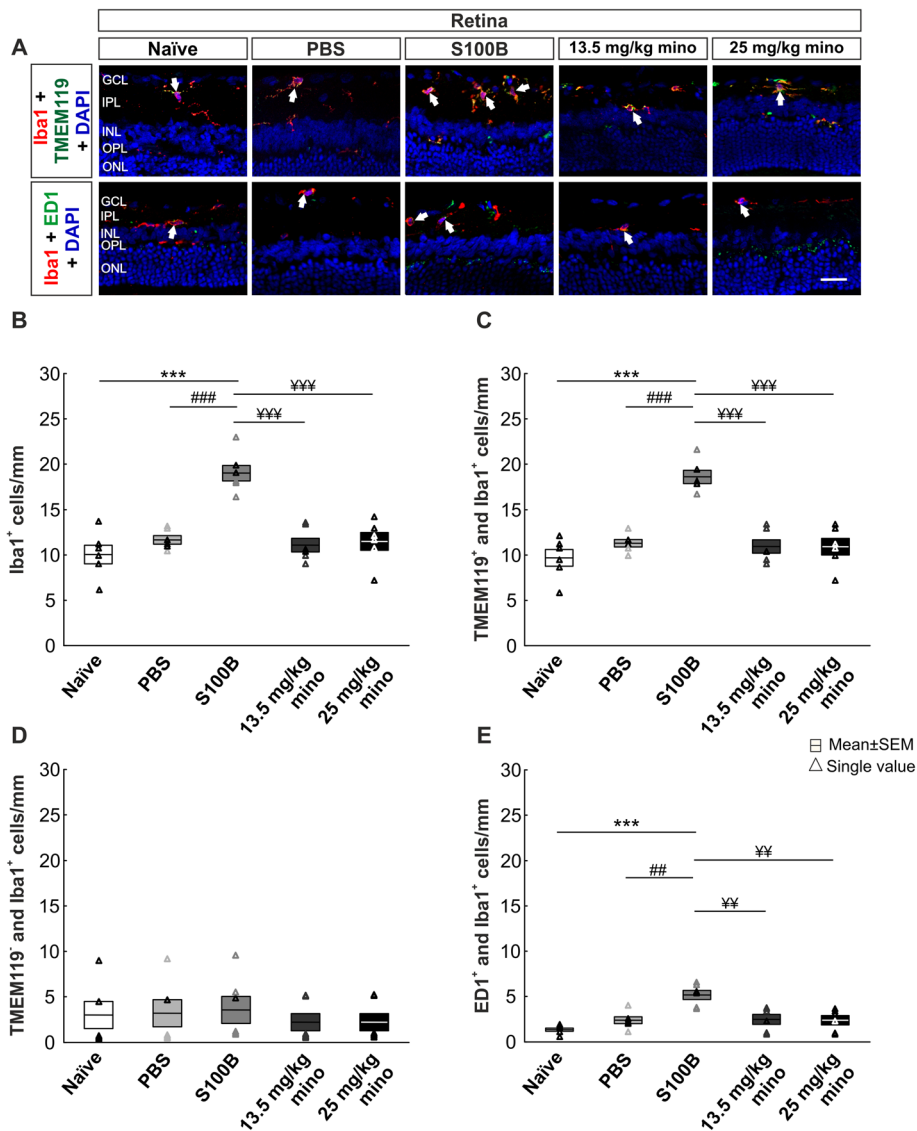 Retina
A
Naïve
PBS
S100B
13.5 mg/kg mino
25 mg/kg mino
Iba1 +
TMEM119
+ DAPI
GCL
IPL
INL
OPL
ONL
Iba1 + ED1
+ DAPI
GCL
IPL
INL
OPL
ONL
B
Iba1⁺ cells/mm
30
25
20
15
10
5
0
***
###
¥¥¥
¥¥¥
Naïve
PBS
S100B
13.5 mg/kg
mino
25 mg/kg
mino
C
TMEM119⁺ and Iba1⁺ cells/mm
30
25
20
15
10
5
0
***
###
¥¥¥
¥¥¥
Naïve
PBS
S100B
13.5 mg/kg
mino
25 mg/kg
mino
D
TMEM119⁻ and Iba1⁺ cells/mm
30
25
20
15
10
5
0
Naïve
PBS
S100B
13.5 mg/kg
mino
25 mg/kg
mino
E
Mean±SEM
Single value
ED1⁺ and Iba1⁺ cells/mm
30
25
20
15
10
5
0
***
##
¥¥
¥¥
Naïve
PBS
S100B
13.5 mg/kg
mino
25 mg/kg
mino